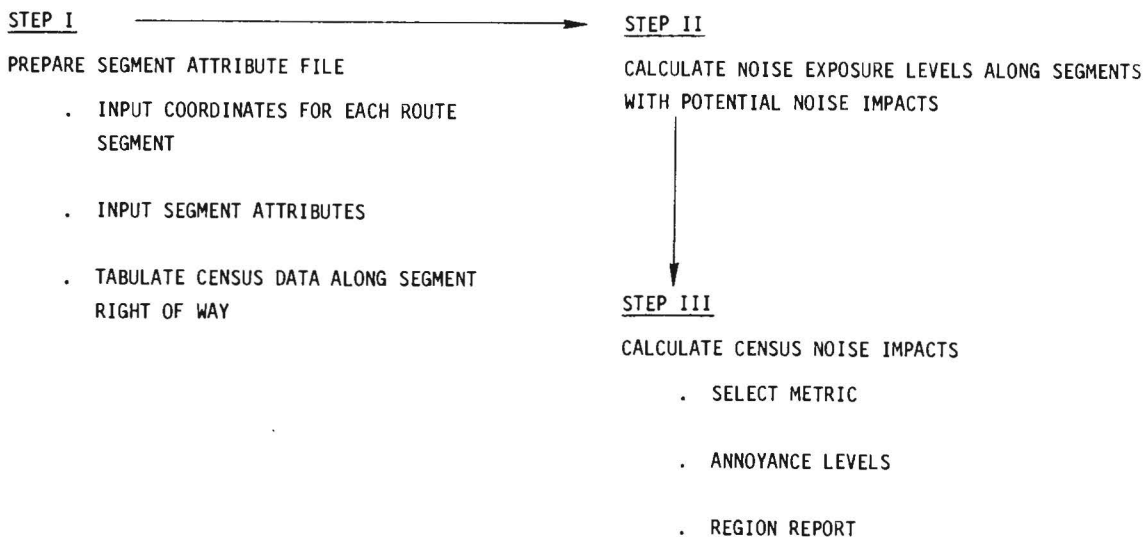 STEP I
PREPARE SEGMENT ATTRIBUTE FILE
. INPUT COORDINATES FOR EACH ROUTE
SEGMENT
. INPUT SEGMENT ATTRIBUTES
. TABULATE CENSUS DATA ALONG SEGMENT
RIGHT OF WAY
STEP II
CALCULATE NOISE EXPOSURE LEVELS ALONG SEGMENTS
WITH POTENTIAL NOISE IMPACTS
STEP III
CALCULATE CENSUS NOISE IMPACTS
. SELECT METRIC
. ANNOYANCE LEVELS
. REGION REPORT